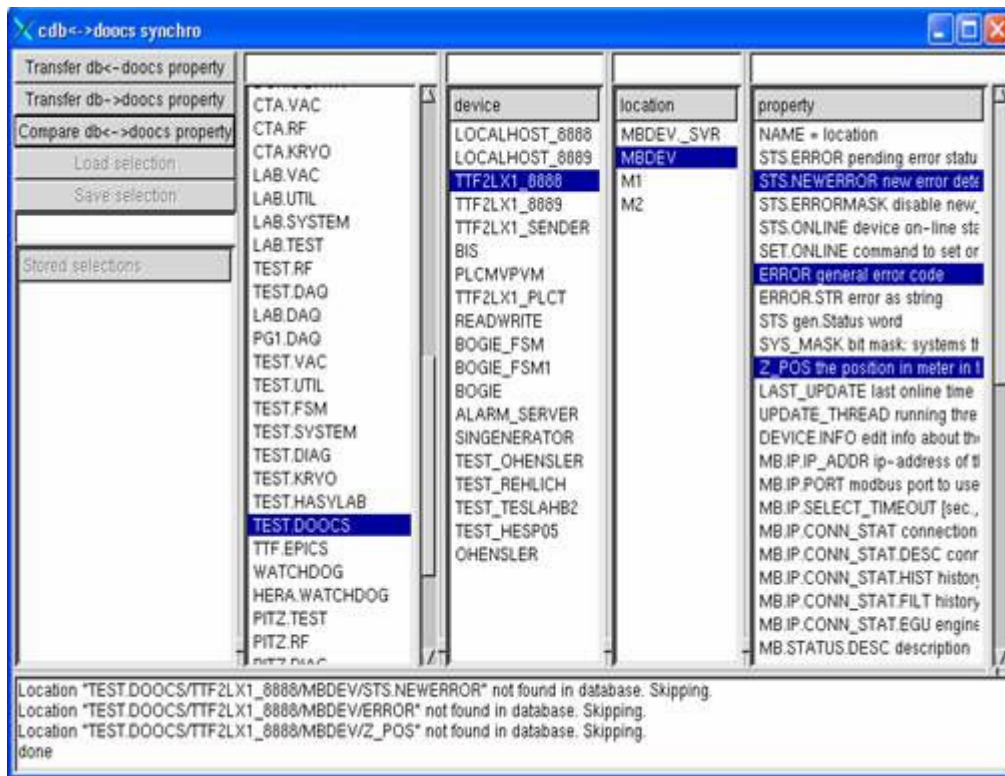 cdb<->doocs synchro
Transfer db<-doocs property
Transfer db->doocs property
Compare db<->doocs property
Load selection
Save selection
Stored selections
CTA.VAC
CTA.RF
CTA.KRYO
LAB.VAC
LAB.UTIL
LAB.SYSTEM
LAB.TEST
TEST.RF
TEST.DAQ
LAB.DAQ
PG1.DAQ
TEST.VAC
TEST.UTIL
TEST.FSM
TEST.SYSTEM
TEST.DIAG
TEST.KRYO
TEST.HASYLAB
TEST.DOOCS
TTF.EPICS
WATCHDOG
HERA.WATCHDOG
PITZ.TEST
PITZ.RF
PITZ.DIAG
device
LOCALHOST_8888
LOCALHOST_8889
TTF2LX1_8888
TTF2LX1_8889
TTF2LX1_SENDER
BIS
PLCMVPVM
TTF2LX1_PLCT
READWRITE
BOGIE_FSM
BOGIE_FSM1
BOGIE
ALARM_SERVER
SINGENERATOR
TEST_OHENSLER
TEST_REHLICH
TEST_TESLAHB2
TEST_HESP05
OHENSLER
location
MBDEV._SVR
MBDEV
M1
M2
property
NAME = location
STS.ERROR pending error statu
STS.NEWERROR new error dete
STS.ERRORMASK disable new_
STS.ONLINE device on-line sta
SET.ONLINE command to set or
ERROR general error code
ERROR.STR error as string
STS gen.Status word
SYS_MASK bit mask: systems th
Z_POS the position in meter in t
LAST_UPDATE last online time
UPDATE_THREAD running thre
DEVICE.INFO edit info about the
MB.IP.IP_ADDR ip-address of tl
MB.IP.PORT modbus port to use
MB.IP.SELECT_TIMEOUT [sec.,
MB.IP.CONN_STAT connection
MB.IP.CONN_STAT.DESC conr
MB.IP.CONN_STAT.HIST history
MB.IP.CONN_STAT.FILT history
MB.IP.CONN_STAT.EGU engine
MB.STATUS.DESC description
Location "TEST.DOOCS/TTF2LX1_8888/MBDEV/STS.NEWERROR" not found in database. Skipping.
Location "TEST.DOOCS/TTF2LX1_8888/MBDEV/ERROR" not found in database. Skipping.
Location "TEST.DOOCS/TTF2LX1_8888/MBDEV/Z_POS" not found in database. Skipping.
done